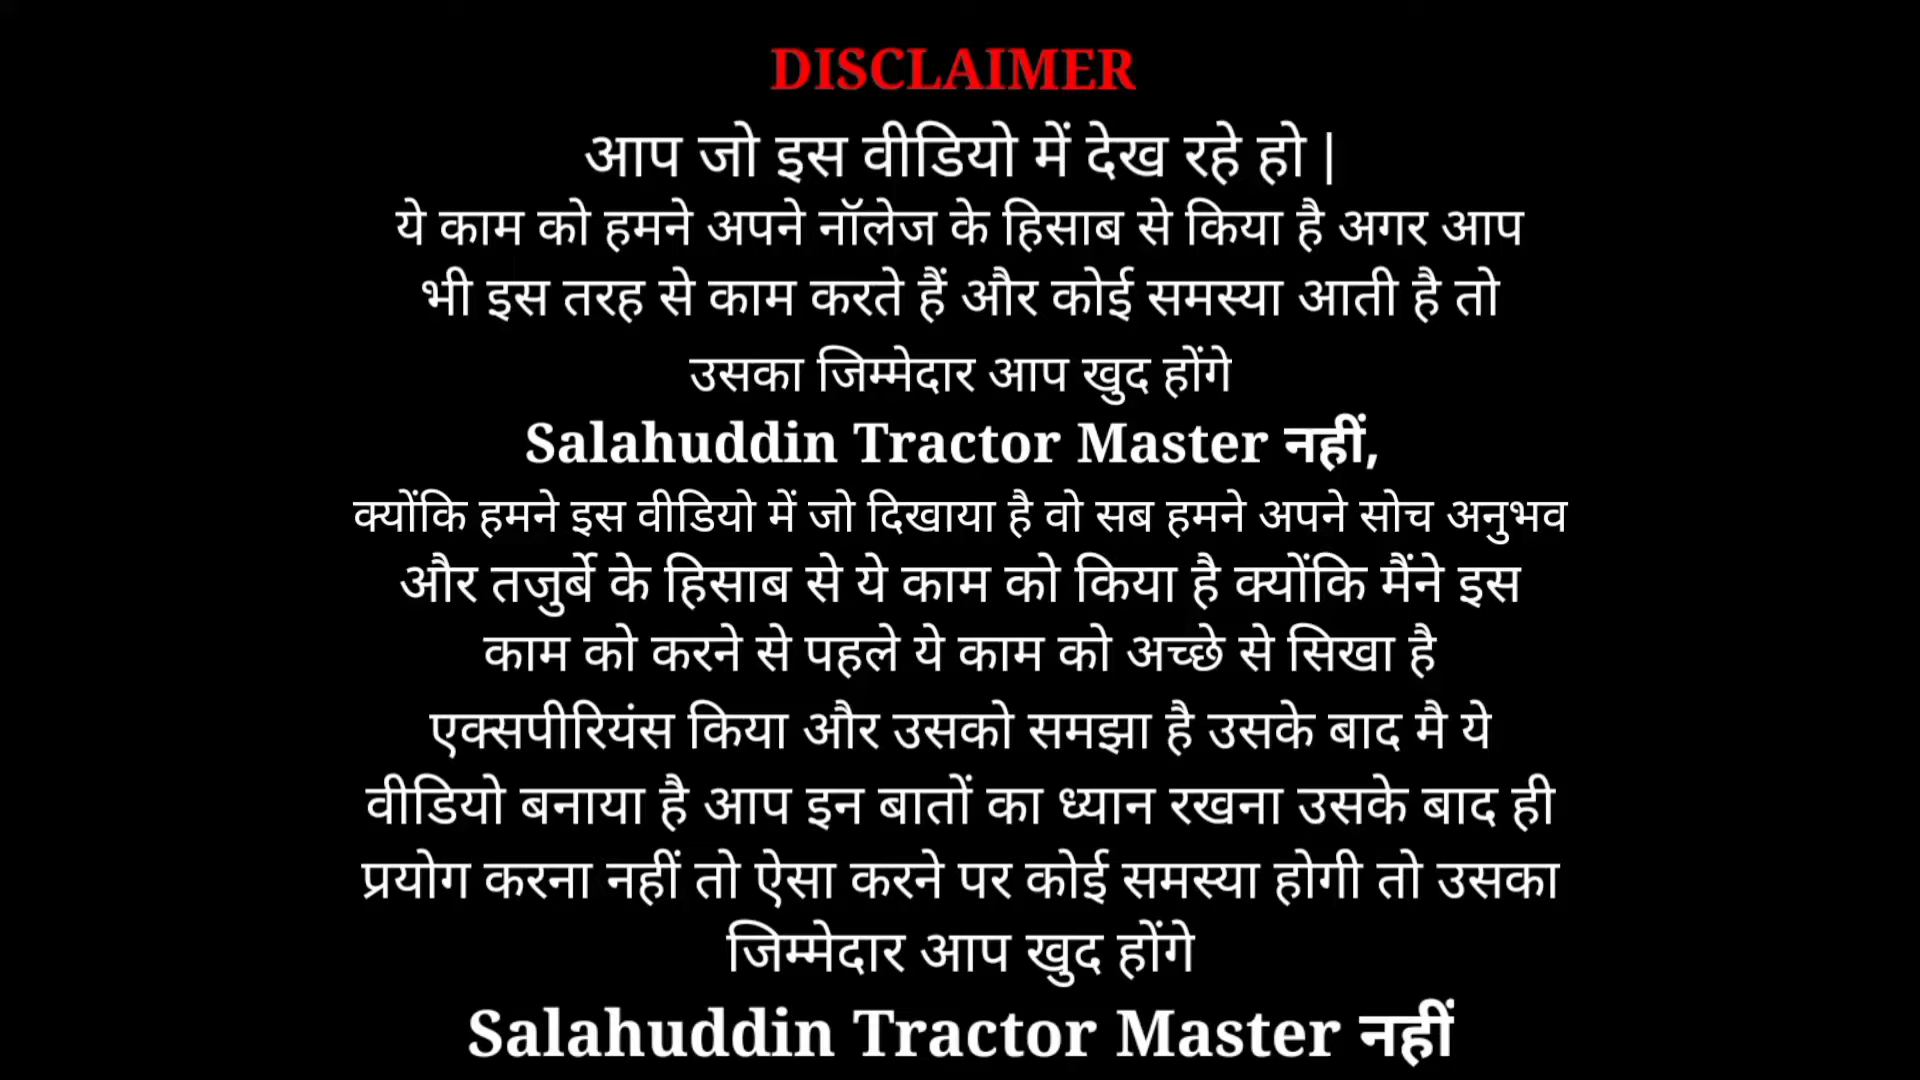 DISCLAIMER
आप जो इस वीडियो में देख रहे हो |
ये काम को हमने अपने नॉलेज के हिसाब से किया है अगर आप
भी इस तरह से काम करते हैं और कोई समस्या आती है तो
उसका जिम्मेदार आप खुद होंगे
Salahuddin Tractor Master नहीं,
क्योंकि हमने इस वीडियो में जो दिखाया है वो सब हमने अपने सोच अनुभव
और तजुर्बे के हिसाब से ये काम को किया है क्योंकि मैंने इस
काम को करने से पहले ये काम को अच्छे से सिखा है
एक्सपीरियंस किया और उसको समझा है उसके बाद मै ये
वीडियो बनाया है आप इन बातों का ध्यान रखना उसके बाद ही
प्रयोग करना नहीं तो ऐसा करने पर कोई समस्या होगी तो उसका
जिम्मेदार आप खुद होंगे
Salahuddin Tractor Master नहीं